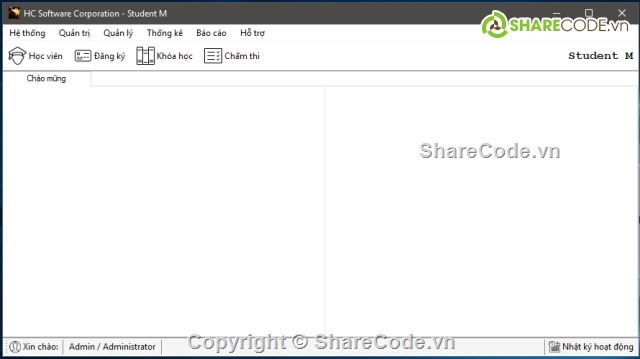 HC Software Corporation - Student M
SHARECODE.vn
Hệ thống Quản trị Quản lý Thống kê Báo cáo Hỗ trợ
Học viên Đăng ký Khóa học Chấm thi Student M
Chào mừng
ShareCode.vn
Copyright © ShareCode.vn
Xin chào: Admin / Administrator Nhật ký hoạt động